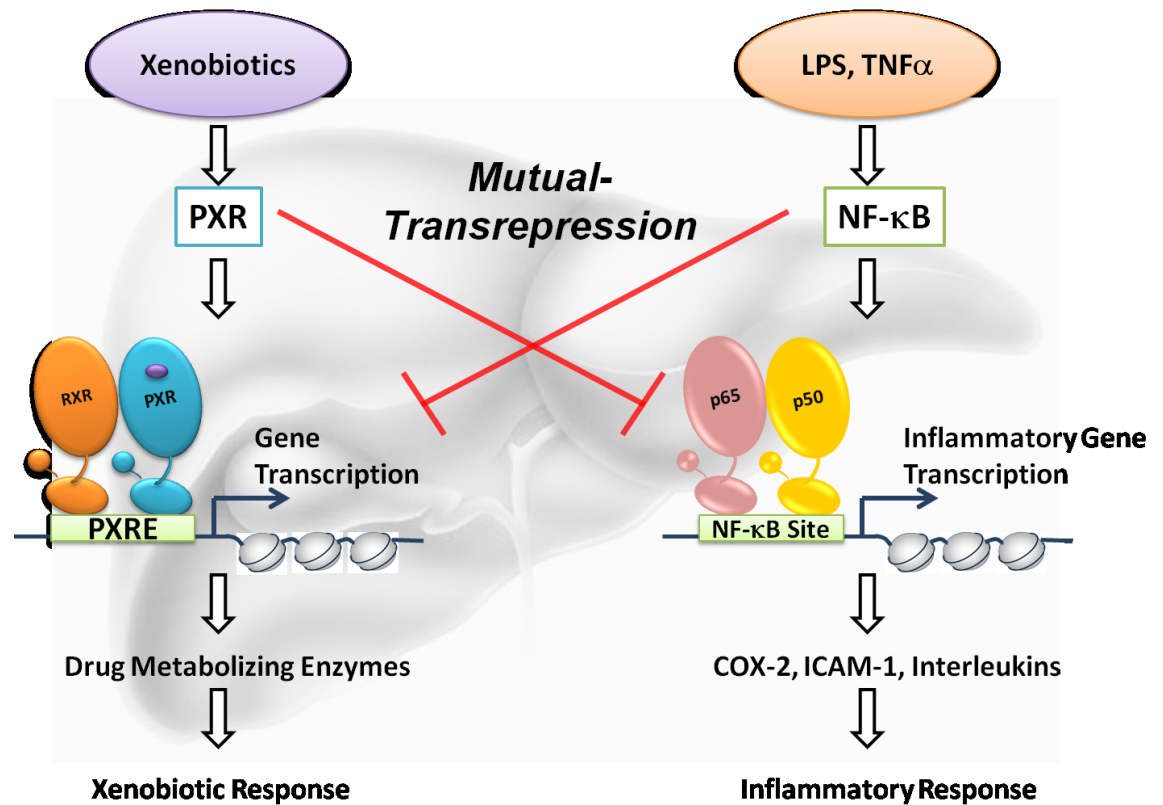 Xenobiotics
LPS, TNFα
Mutual-
Transrepression
PXR
NF-κB
RXR
PXR
p65
p50
Gene
Transcription
Inflammatory Gene
Transcription
PXRE
NF-κB Site
Drug Metabolizing Enzymes
COX-2, ICAM-1, Interleukins
Xenobiotic Response
Inflammatory Response